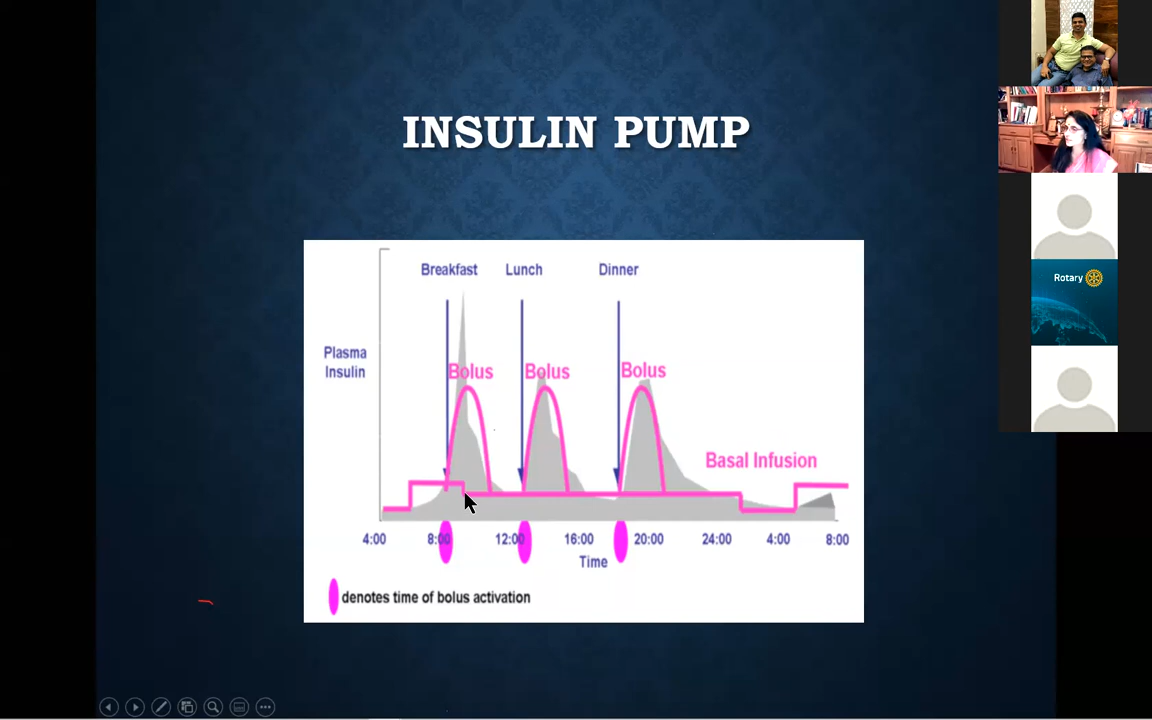 INSULIN PUMP
Rotary
Breakfast Lunch Dinner
Plasma
Insulin
Bolus Bolus Bolus
Basal Infusion
4:00 8:00 12:00 16:00 20:00 24:00 4:00 8:00
Time
denotes time of bolus activation